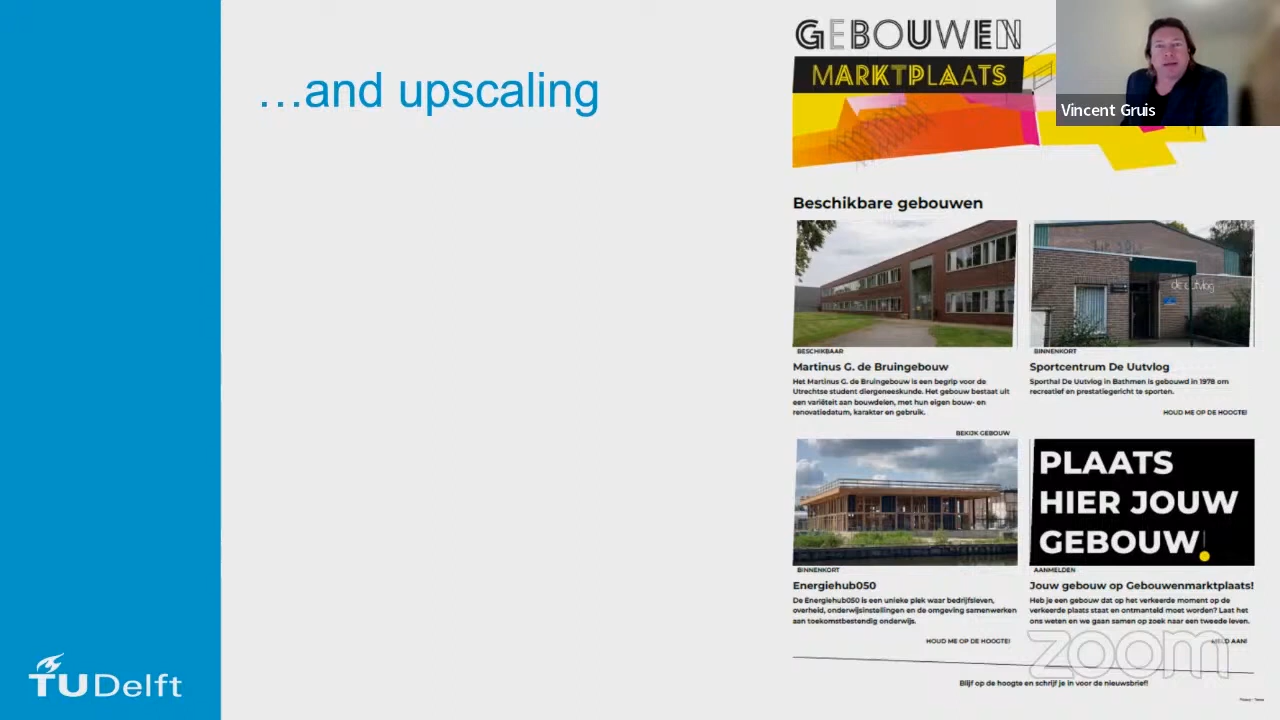 …and upscaling
GEBOUWEN
MARKTPLAATS
Vincent Gruis
Beschikbare gebouwen
de uutvlog
BESCHIKBAAR
Martinus G. de Bruingebouw
Het Martinus G. de Bruingebouw is een begrip voor de
Utrechtse student diergeneeskunde. Het gebouw bestaat uit
een variëteit aan bouwdelen, met hun eigen bouw- en
renovatiedatum, karakter en gebruik.
BEKIJK GEBOUW
BINNENKORT
Sportcentrum De Uutvlog
Sporthal De Uutvlog in Bathmen is gebouwd in 1978 om
recreatief en prestatiegericht te sporten.
HOUD ME OP DE HOOGTE!
BINNENKORT
Energiehub050
De Energiehub050 is een unieke plek waar bedrijfsleven,
overheid, onderwijsinstellingen en de omgeving samenwerken
aan toekomstbestendig onderwijs.
HOUD ME OP DE HOOGTE!
PLAATS
HIER JOUW
GEBOUW.
AANMELDEN
Jouw gebouw op Gebouwenmarktplaats!
Heb je een gebouw dat op het verkeerde moment op de
verkeerde plaats staat en ontmanteld moet worden? Laat het
ons weten en we gaan samen op zoek naar een tweede leven.
MELD AAN!
zoom
Blijf op de hoogte en schrijf je in voor de nieuwsbrief!
TU Delft